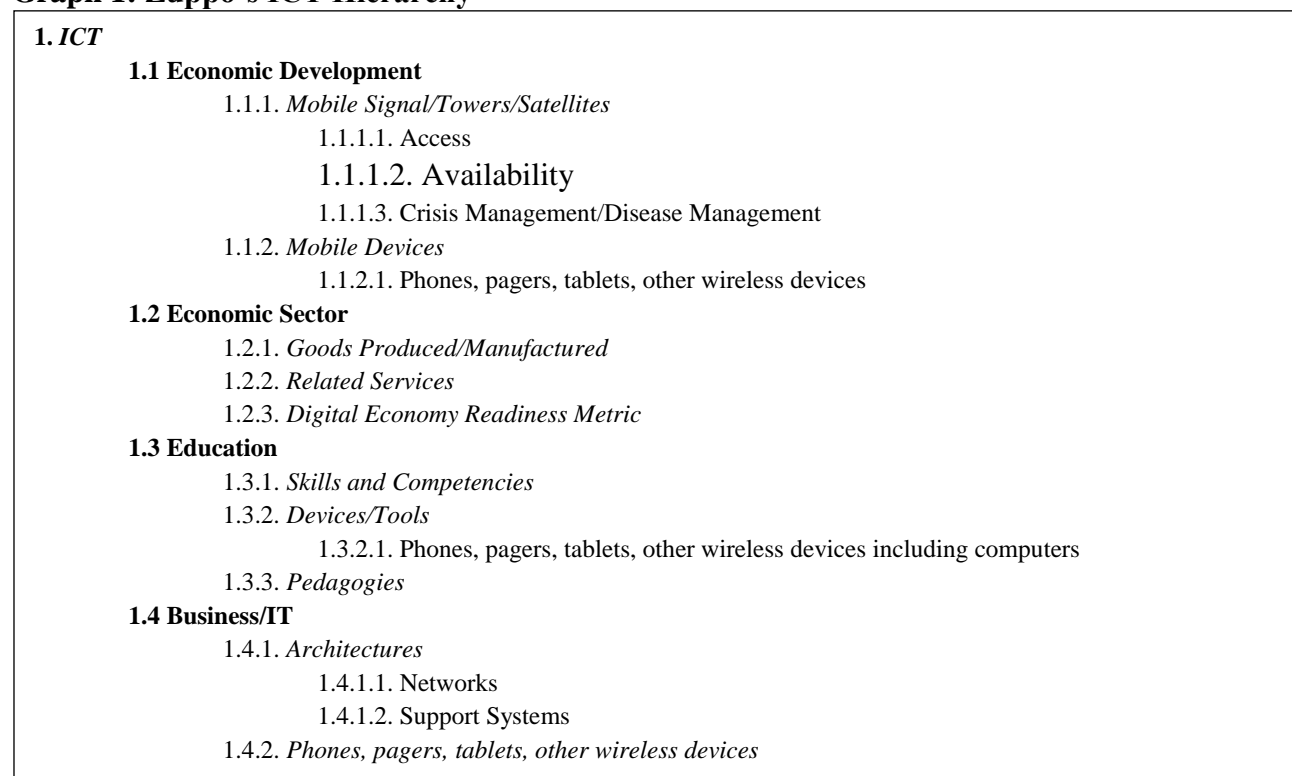 Graph 1. Zuppo's ICT Hierarchy
1. ICT
1.1 Economic Development
1.1.1. Mobile Signal/Towers/Satellites
1.1.1.1. Access
1.1.1.2. Availability
1.1.1.3. Crisis Management/Disease Management
1.1.2. Mobile Devices
1.1.2.1. Phones, pagers, tablets, other wireless devices
1.2 Economic Sector
1.2.1. Goods Produced/Manufactured
1.2.2. Related Services
1.2.3. Digital Economy Readiness Metric
1.3 Education
1.3.1. Skills and Competencies
1.3.2. Devices/Tools
1.3.2.1. Phones, pagers, tablets, other wireless devices including computers
1.3.3. Pedagogies
1.4 Business/IT
1.4.1. Architectures
1.4.1.1. Networks
1.4.1.2. Support Systems
1.4.2. Phones, pagers, tablets, other wireless devices